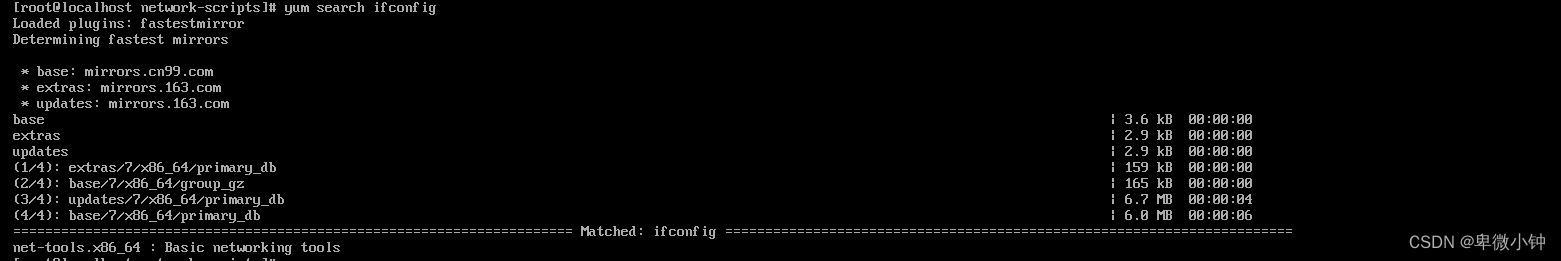 [root@localhost network-scripts]# yum search ifconfig
Loaded plugins: fastestmirror
Determining fastest mirrors
* base: mirrors.cn99.com
* extras: mirrors.163.com
* updates: mirrors.163.com
base | 3.6 kB 00:00:00
extras | 2.9 kB 00:00:00
updates | 2.9 kB 00:00:00
(1/4): extras/7/x86_64/primary_db | 159 kB 00:00:00
(2/4): base/7/x86_64/group_gz | 165 kB 00:00:00
(3/4): updates/7/x86_64/primary_db | 6.7 MB 00:00:04
(4/4): base/7/x86_64/primary_db | 6.0 MB 00:00:06
====================================================================== Matched: ifconfig ======================================================================
net-tools.x86_64 : Basic networking tools
CSDN @卑微小钟